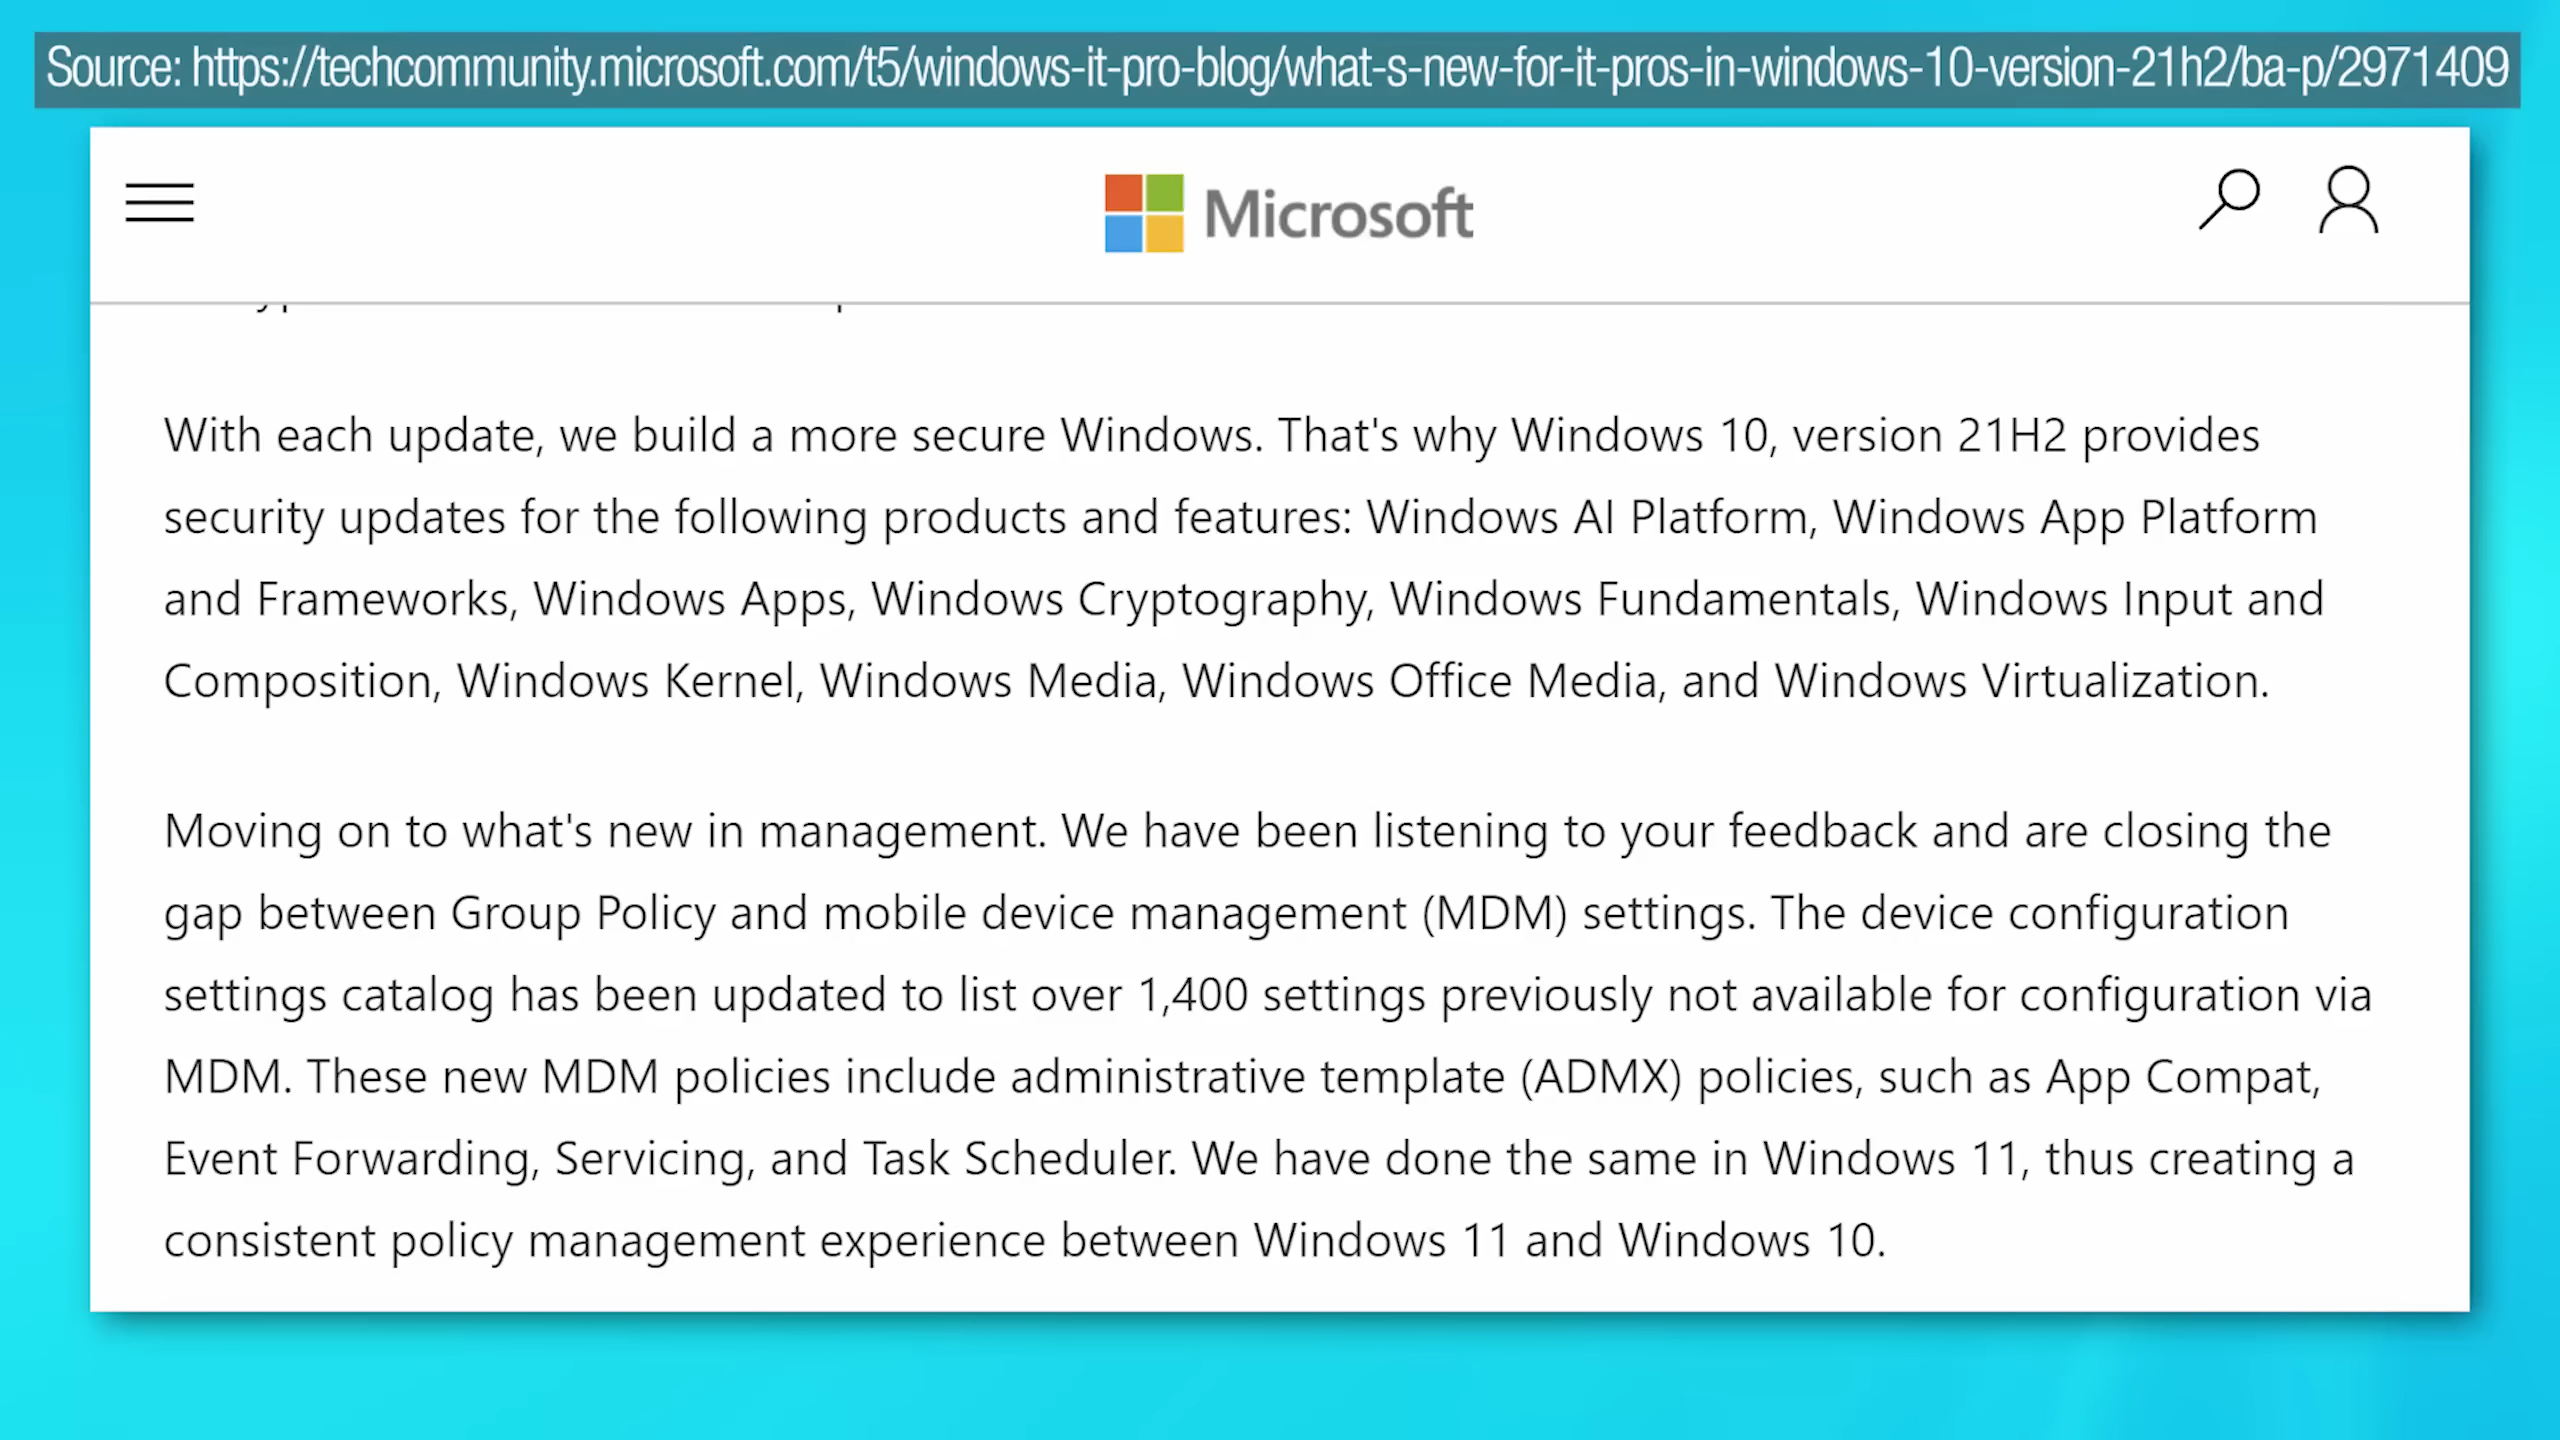 Source: https://techcommunity.microsoft.com/t5/windows-it-pro-blog/what-s-new-for-it-pros-in-windows-10-version-21h2/ba-p/2971409
Microsoft
With each update, we build a more secure Windows. That's why Windows 10, version 21H2 provides
security updates for the following products and features: Windows AI Platform, Windows App Platform
and Frameworks, Windows Apps, Windows Cryptography, Windows Fundamentals, Windows Input and
Composition, Windows Kernel, Windows Media, Windows Office Media, and Windows Virtualization.
Moving on to what's new in management. We have been listening to your feedback and are closing the
gap between Group Policy and mobile device management (MDM) settings. The device configuration
settings catalog has been updated to list over 1,400 settings previously not available for configuration via
MDM. These new MDM policies include administrative template (ADMX) policies, such as App Compat,
Event Forwarding, Servicing, and Task Scheduler. We have done the same in Windows 11, thus creating a
consistent policy management experience between Windows 11 and Windows 10.